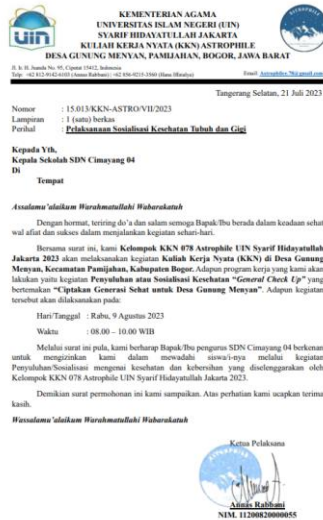 KEMENTERIAN AGAMA
UNIVERSITAS ISLAM NEGERI (UIN)
SYARIF HIDAYATULLAH JAKARTA
KULIAH KERJA NYATA (KKN) ASTROPHILE
DESA GUNUNG MENYAN, PAMIJAHAN, BOGOR, JAWA BARAT
uin
Jl. Ir. H. Juanda No. 95, Ciputat 15412, Indonesia
Tangerang Selatan, 21 Juli 2023
Nomor : 15.013/KKN-ASTRO/VII/2023
Lampiran : 1 (satu) berkas
Perihal : Pelaksanaan Sosialisasi Kesehatan Tubuh dan Gigi
Kepada Yth,
Kepala Sekolah SDN Cimayang 04
Di
Tempat
Assalamu'alaikum Warahmatullahi Wabarakatuh
Dengan hormat, teriring do'a dan salam semoga Bapak/Ibu berada dalam keadaan sehat
wal afiat dan sukses dalam menjalankan kegiatan sehari-hari.
Bersama surat ini, kami Kelompok KKN 078 Astrophile UIN Syarif Hidayatullah
Jakarta 2023 akan melaksanakan kegiatan Kuliah Kerja Nyata (KKN) di Desa Gunung
Menyan, Kecamatan Pamijahan, Kabupaten Bogor. Adapun program kerja yang kami akan
lakukan yaitu kegiatan Penyuluhan atau Sosialisasi Kesehatan "General Check Up" yang
bertemakan "Ciptakan Generasi Sehat untuk Desa Gunung Menyan". Adapun kegiatan
tersebut akan dilaksanakan pada:
Hari/Tanggal : Rabu, 9 Agustus 2023
Waktu : 08.00 – 10.00 WIB
Melalui surat ini pula, kami berharap Bapak/Ibu pengurus SDN Cimayang 04 berkenan
untuk mengizinkan kami dalam mewadahi siswa/i-nya melalui kegiatan
Penyuluhan/Sosialisasi mengenai kesehatan dan kebersihan yang diselenggarakan oleh
Kelompok KKN 078 Astrophile UIN Syarif Hidayatullah Jakarta 2023.
Demikian surat permohonan ini kami sampaikan. Atas perhatian kami ucapkan terima
kasih.
Wassalamu'alaikum Warahmatullahi Wabarakatuh
Ketua Pelaksana
Annas Rabbani
NIM. 11200820000055